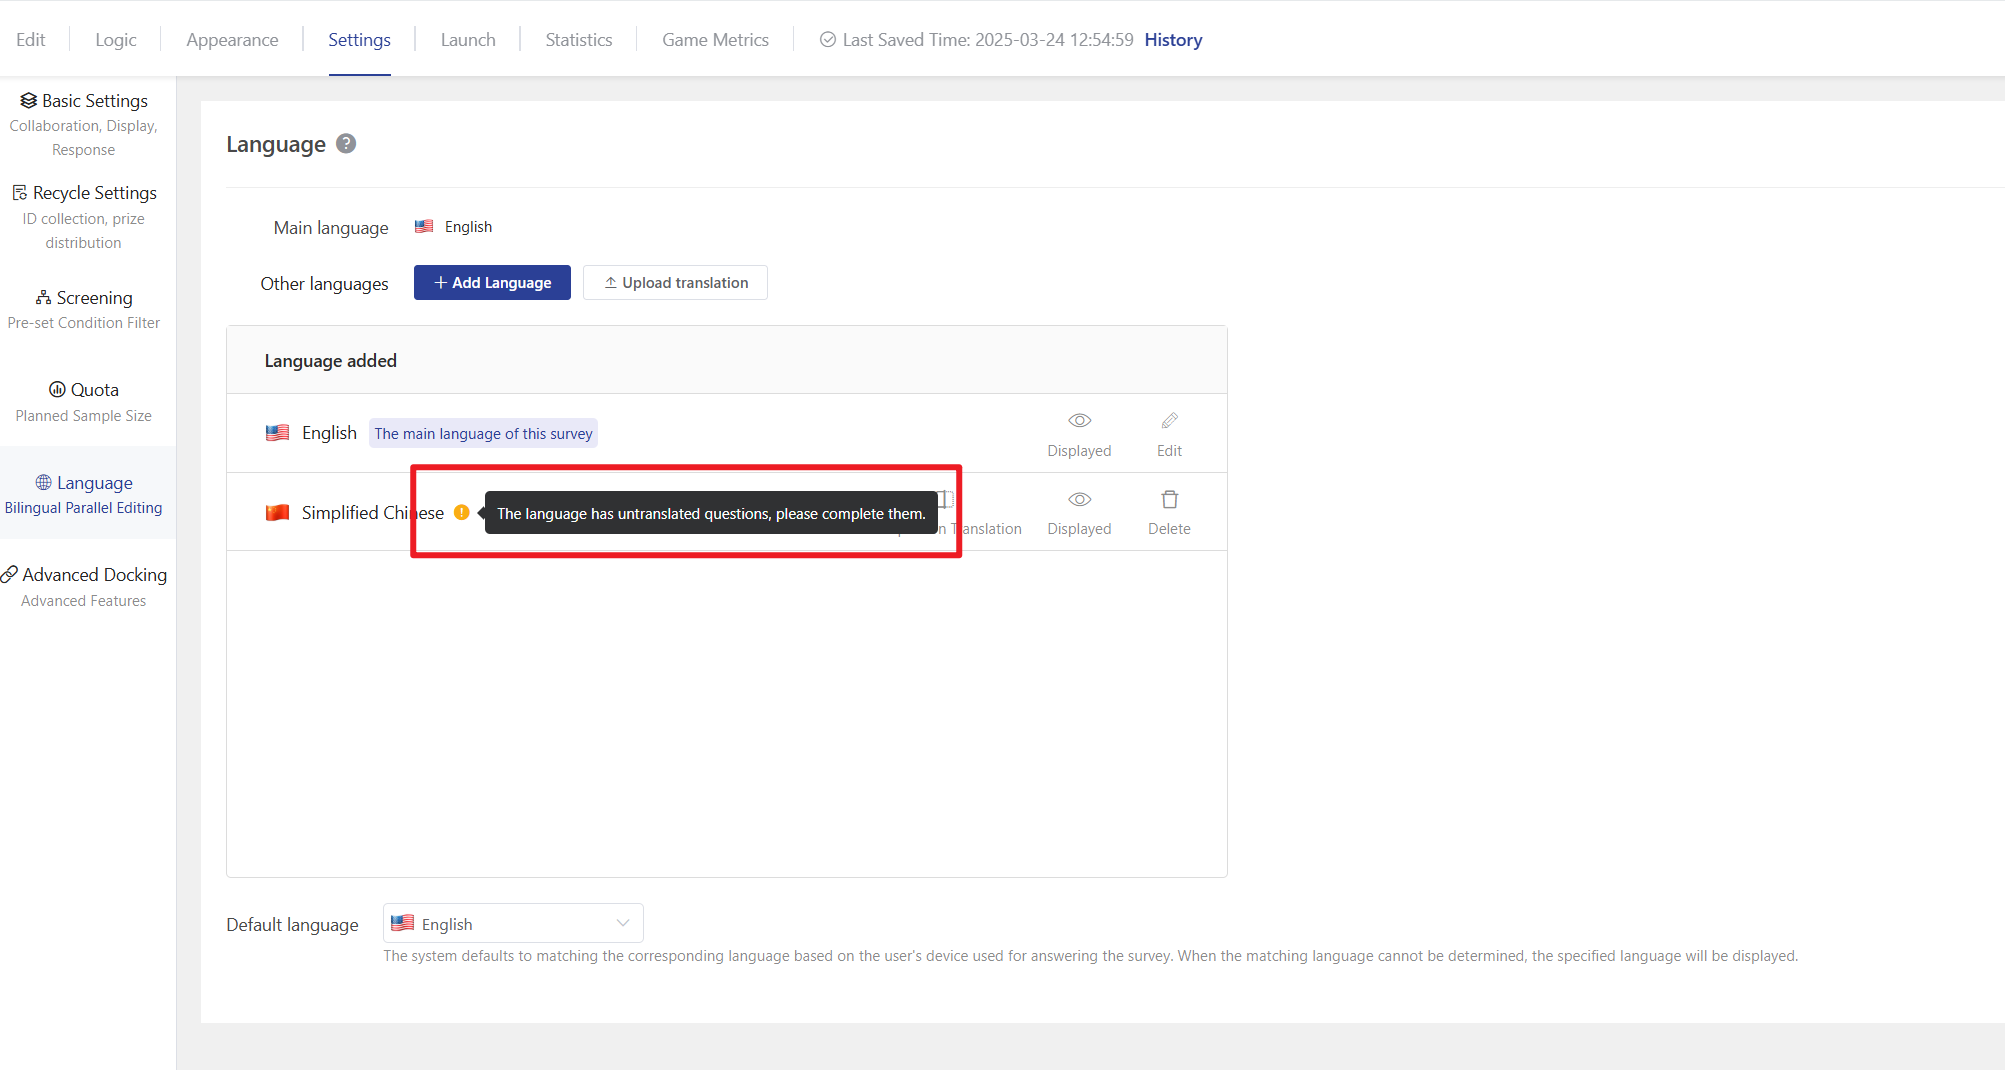 Edit
Logic
Appearance
Settings
Launch
Statistics
Game Metrics
Last Saved Time: 2025-03-24 12:54:59 History
Basic Settings
Collaboration, Display,
Response
Recycle Settings
ID collection, prize
distribution
Screening
Pre-set Condition Filter
Quota
Planned Sample Size
Language
Bilingual Parallel Editing
Advanced Docking
Advanced Features
Language ?
Main language English
Other languages + Add Language Upload translation
Language added
English The main language of this survey
Displayed Edit
Simplified Chinese ! The language has untranslated questions, please complete them.
Translation Displayed Delete
Default language English
The system defaults to matching the corresponding language based on the user's device used for answering the survey. When the matching language cannot be determined, the specified language will be displayed.